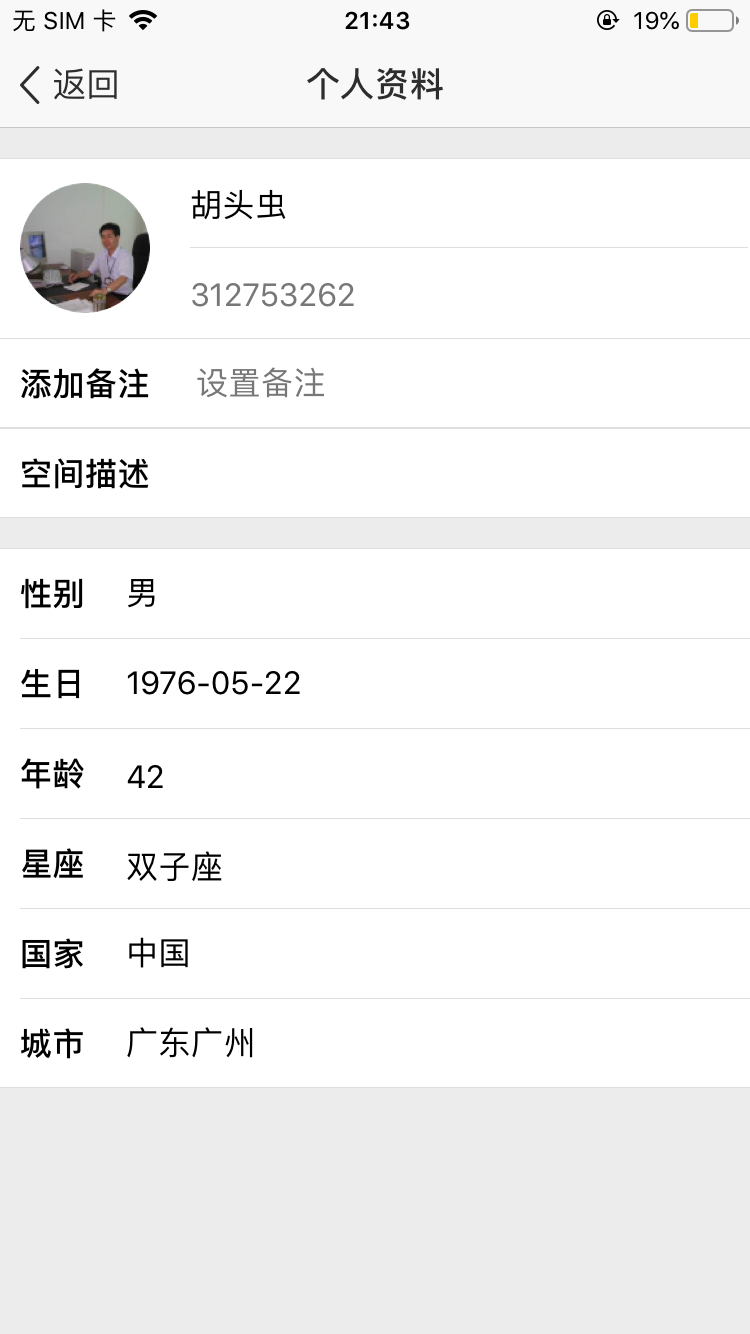 无 SIM 卡 21:43 19%
返回 个人资料
胡头虫
312753262
添加备注 设置备注
空间描述
性别 男
生日 1976-05-22
年龄 42
星座 双子座
国家 中国
城市 广东广州